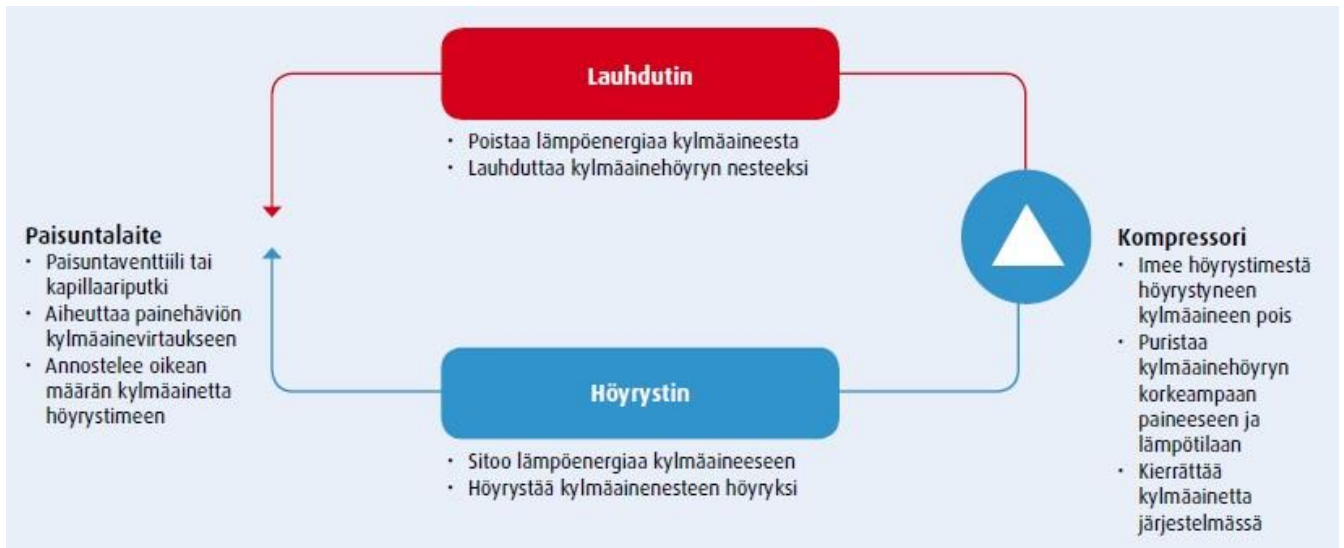 Lauhdutin
• Poistaa lämpöenergiaa kylmäaineesta
• Lauhduttaa kylmäainehöyryn nesteeksi
Paisuntalaite
• Paisuntaventtiili tai
kapillaariputki
• Aiheuttaa painehäviön
kylmäainevirtaukseen
• Annostelee oikean
määrän kylmäainetta
höyrystimeen
Kompressori
• Imee höyrystimestä
höyrystyneen
kylmäaineen pois
• Puristaa
kylmäainehöyryn
korkeampaan
paineeseen ja
lämpötilaan
• Kierrättää
kylmäainetta
järjestelmässä
Höyrystin
• Sitoo lämpöenergiaa kylmäaineeseen
• Höyrystää kylmäainenesteen höyryksi